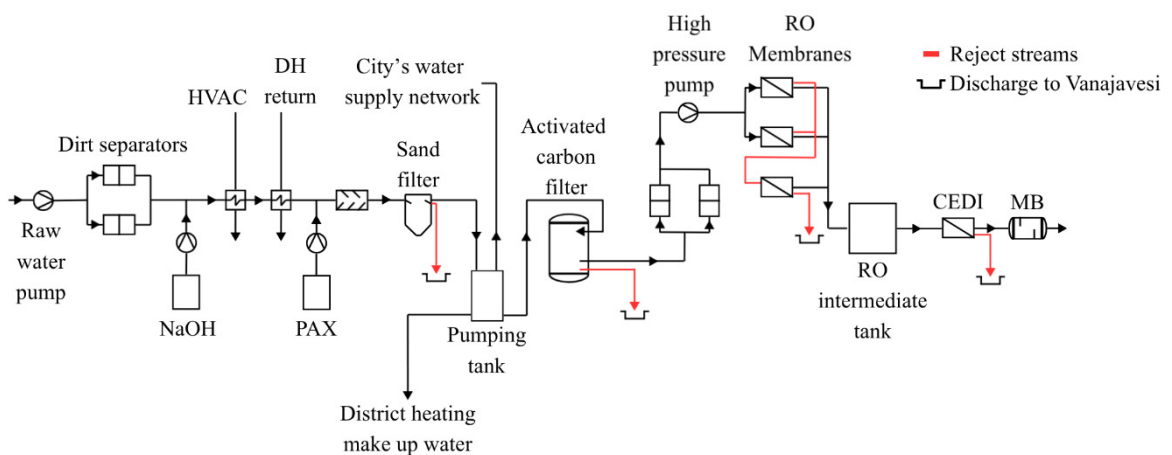 Dirt separators
Raw
water
pump
NaOH
HVAC
DH
return
PAX
City's water
supply network
Sand
filter
Pumping
tank
District heating
make up water
Activated
carbon
filter
High
pressure
pump
RO
Membranes
Reject streams
Discharge to Vanajavesi
RO
intermediate
tank
CEDI
MB